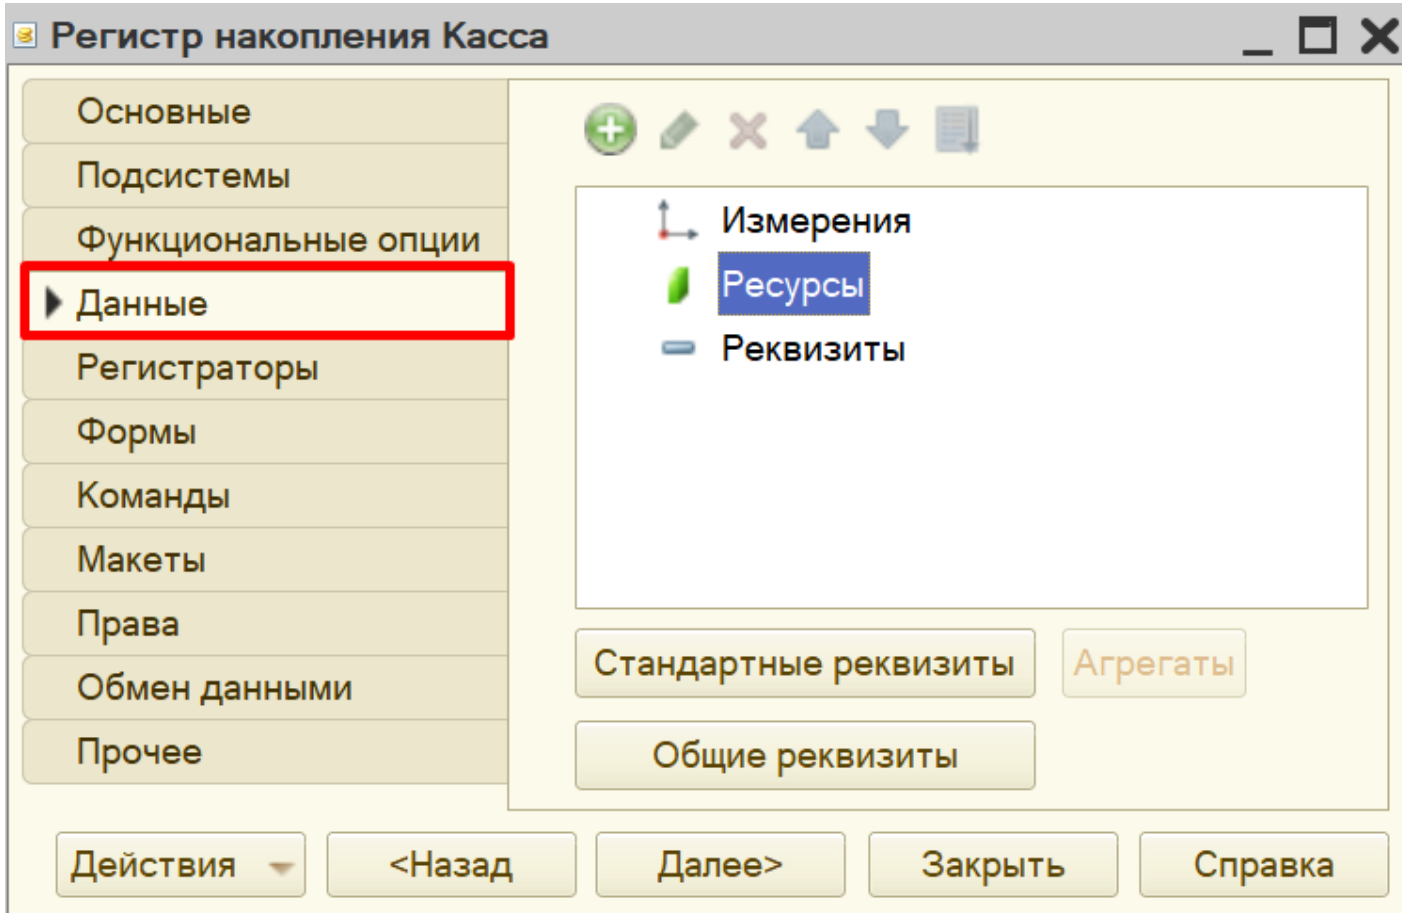 Регистр накопления Касса
Основные
Подсистемы
Функциональные опции
Данные
Регистраторы
Формы
Команды
Макеты
Права
Обмен данными
Прочее
Измерения
Ресурсы
Реквизиты
Стандартные реквизиты
Агрегаты
Общие реквизиты
Действия
<Назад
Далее>
Закрыть
Справка